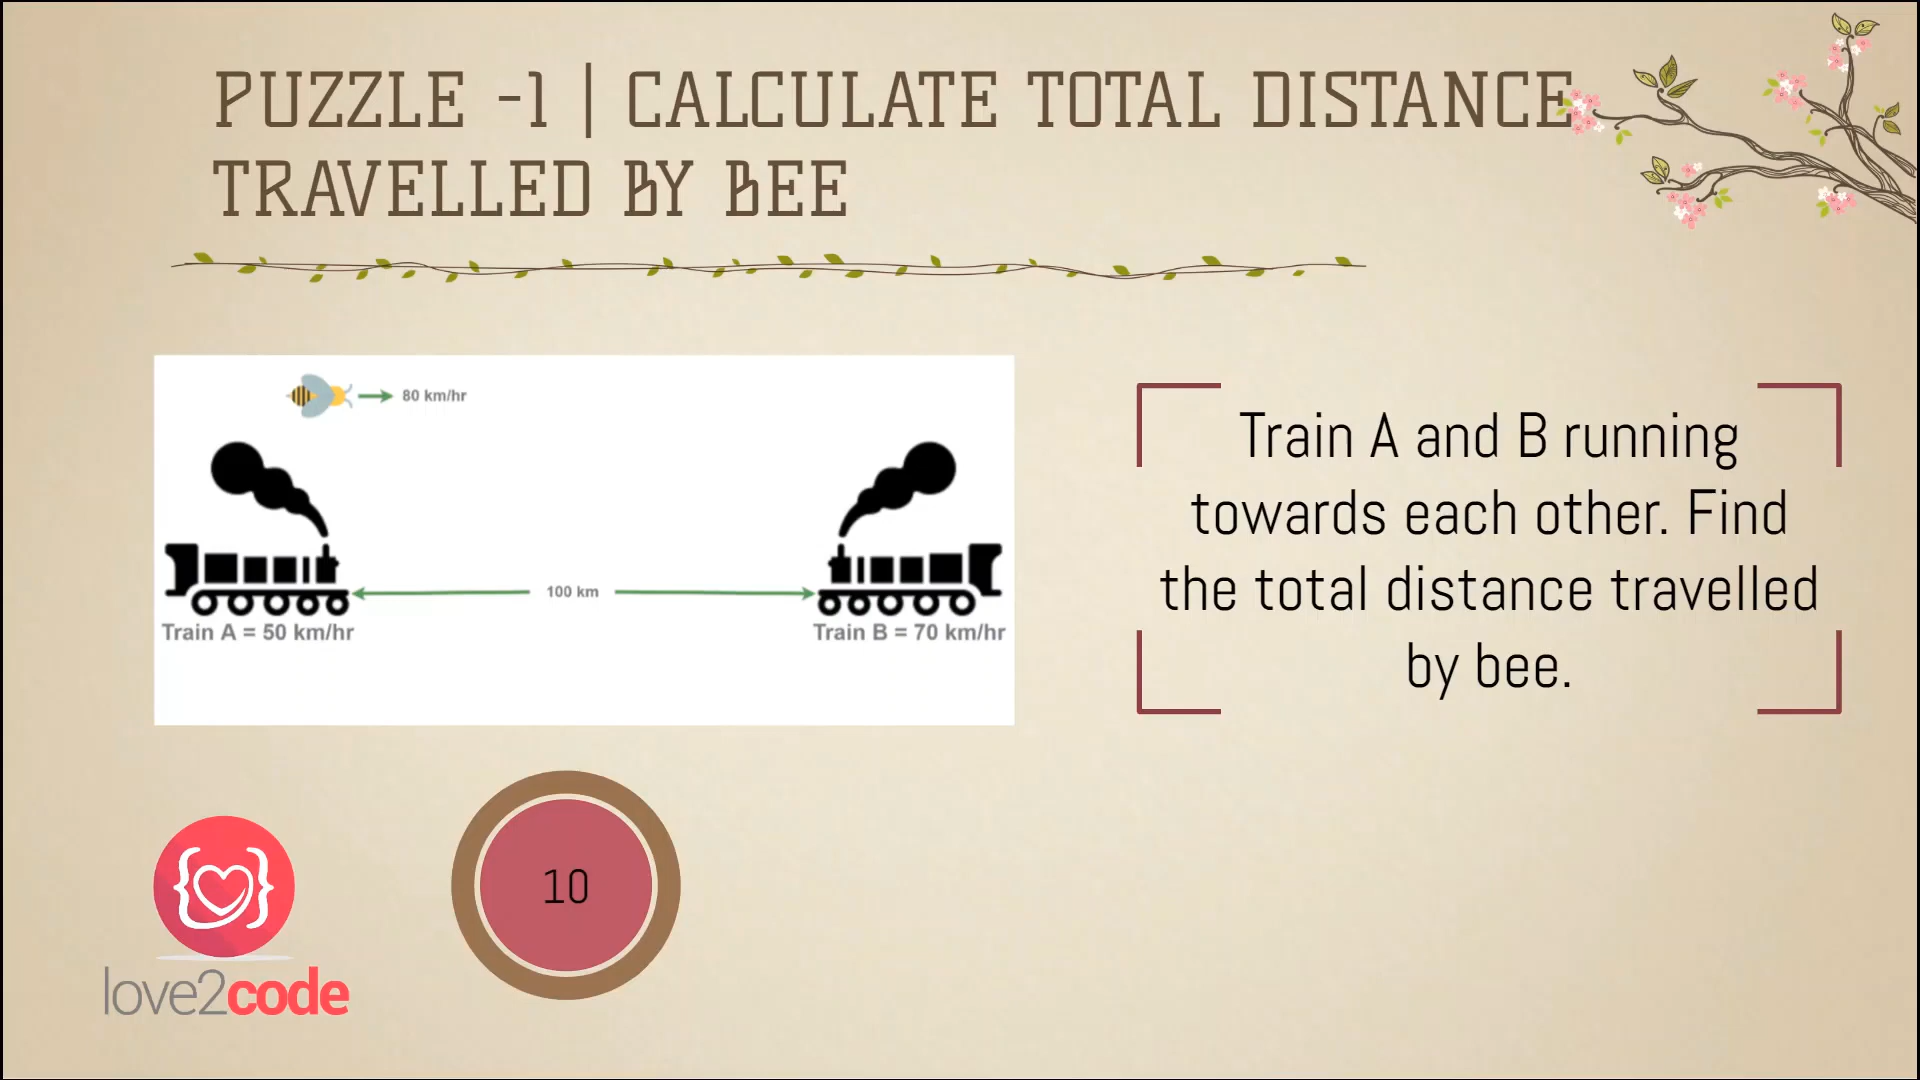 PUZZLE -1 | CALCULATE TOTAL DISTANCE
TRAVELLED BY BEE
80 km/hr
100 km
Train A = 50 km/hr
Train B = 70 km/hr
Train A and B running
towards each other. Find
the total distance travelled
by bee.
10
love2code